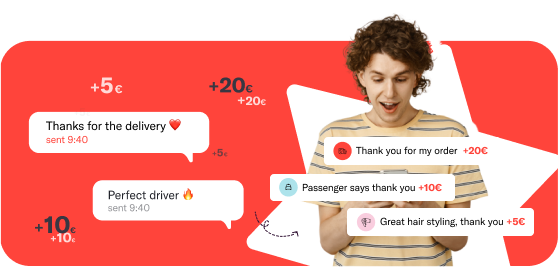 +5€
+20€
+20€
Thanks for the delivery ❤️
sent 9:40
+5€
Thank you for my order +20€
Passenger says thank you +10€
Perfect driver 🔥
sent 9:40
Great hair styling, thank you +5€
+10€
+10€